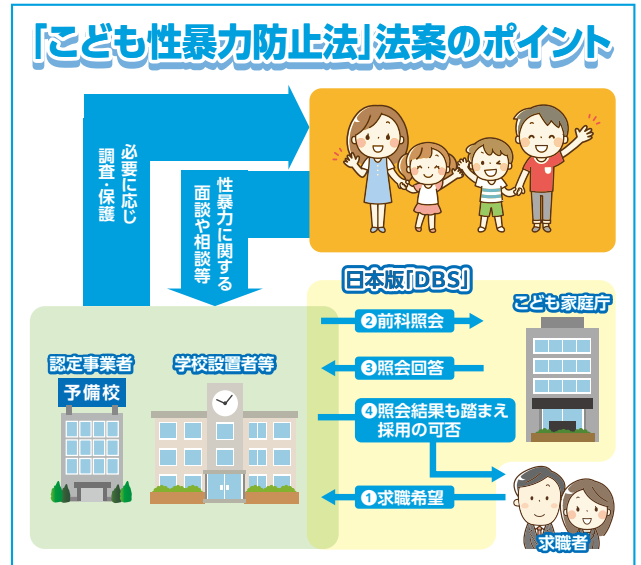 「こども性暴力防止法」法案のポイント
必要に応じ
調査・保護
性暴力に関する
面談や相談等
日本版「DBS」
こども家庭庁
❷前科照会
❸照会回答
❹照会結果も踏まえ
採用の可否
❶求職希望
求職者
認定事業者
予備校
学校設置者等